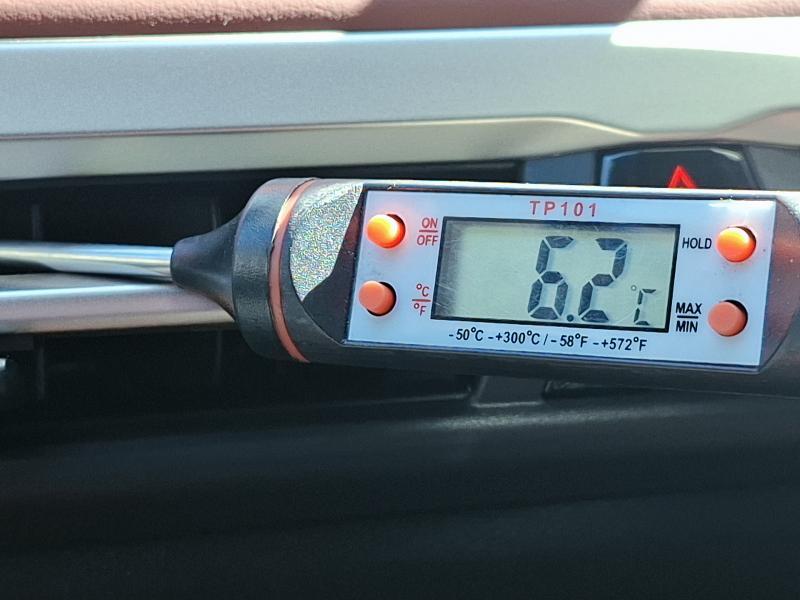 TP101
ON
OFF
°C
°F
6.2°C
HOLD
MAX
MIN
-50°C -+300°C / -58°F -+572°F